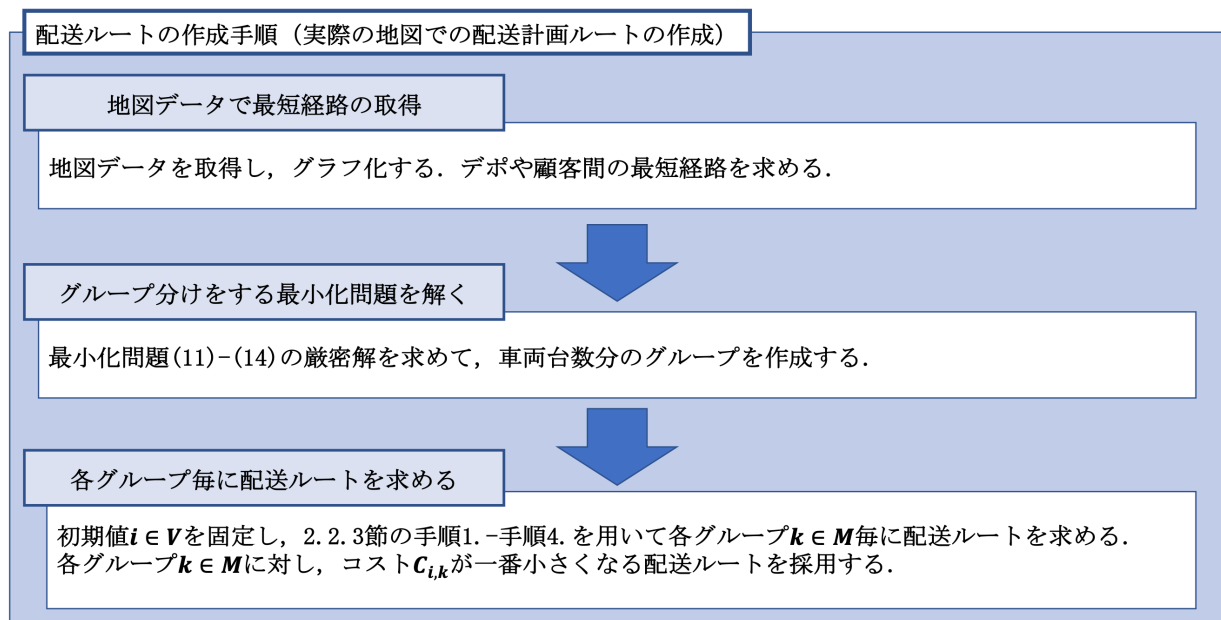 配送ルートの作成手順（実際の地図での配送計画ルートの作成）
地図データで最短経路の取得
地図データを取得し，グラフ化する．デポや顧客間の最短経路を求める．
グループ分けをする最小化問題を解く
最小化問題(11)-(14)の厳密解を求めて，車両台数分のグループを作成する．
各グループ毎に配送ルートを求める
初期値i ∈ Vを固定し，2.2.3節の手順1.-手順4.を用いて各グループk ∈ M毎に配送ルートを求める．
各グループk ∈ Mに対し，コストC_{i,k}が一番小さくなる配送ルートを採用する．